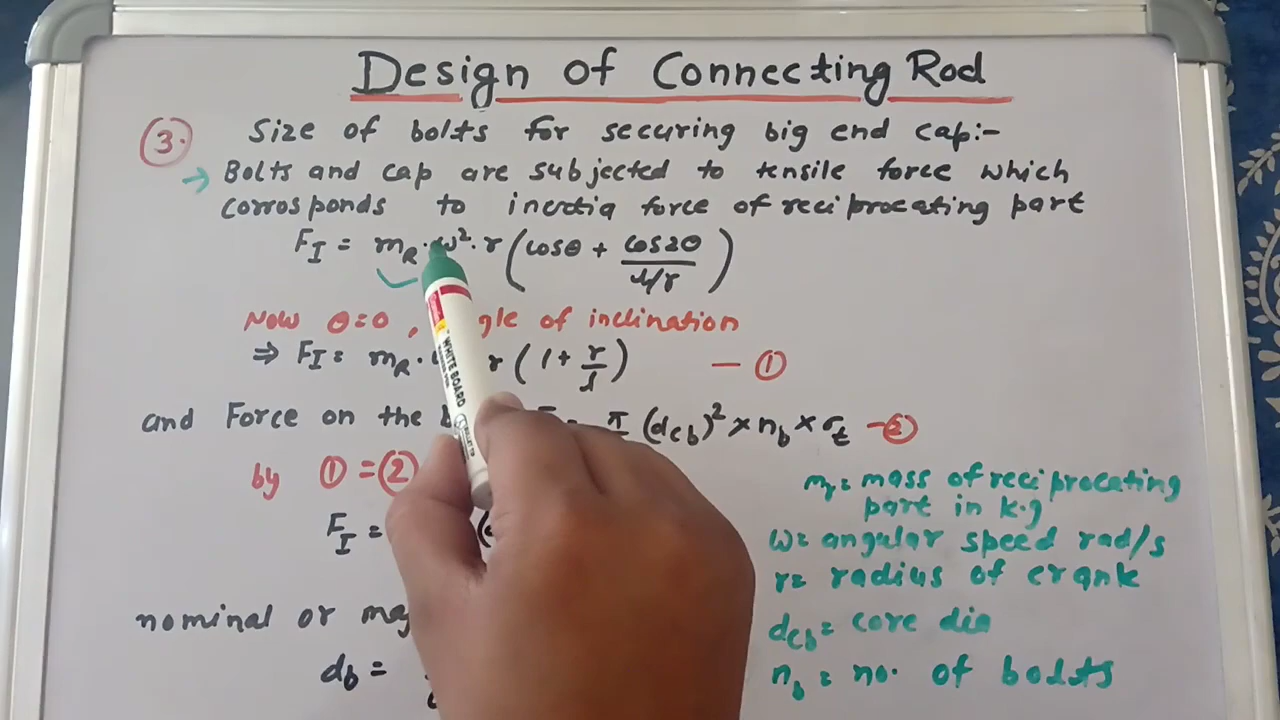 Design of Connecting Rod
3. Size of bolts for securing big end cap:-
→ Bolts and cap are subjected to tensile force which
corrosponds to inertia force of reciprocating part
F_I = m_R · ω² · r (cosθ + cos2θ / l/r)
Now θ=0, angle of inclination
⇒ F_I = m_R · r (1 + r/l) — ①
and Force on the = π (d_cb)² × n_b × σ_t — ②
by ① = ②
F_I =
nominal or
d_b =
m_r = mass of reciprocating
part in k.g
ω = angular speed rad/s
r = radius of crank
d_cb = core dia
n_b = no. of bolts
WHITE BOARD